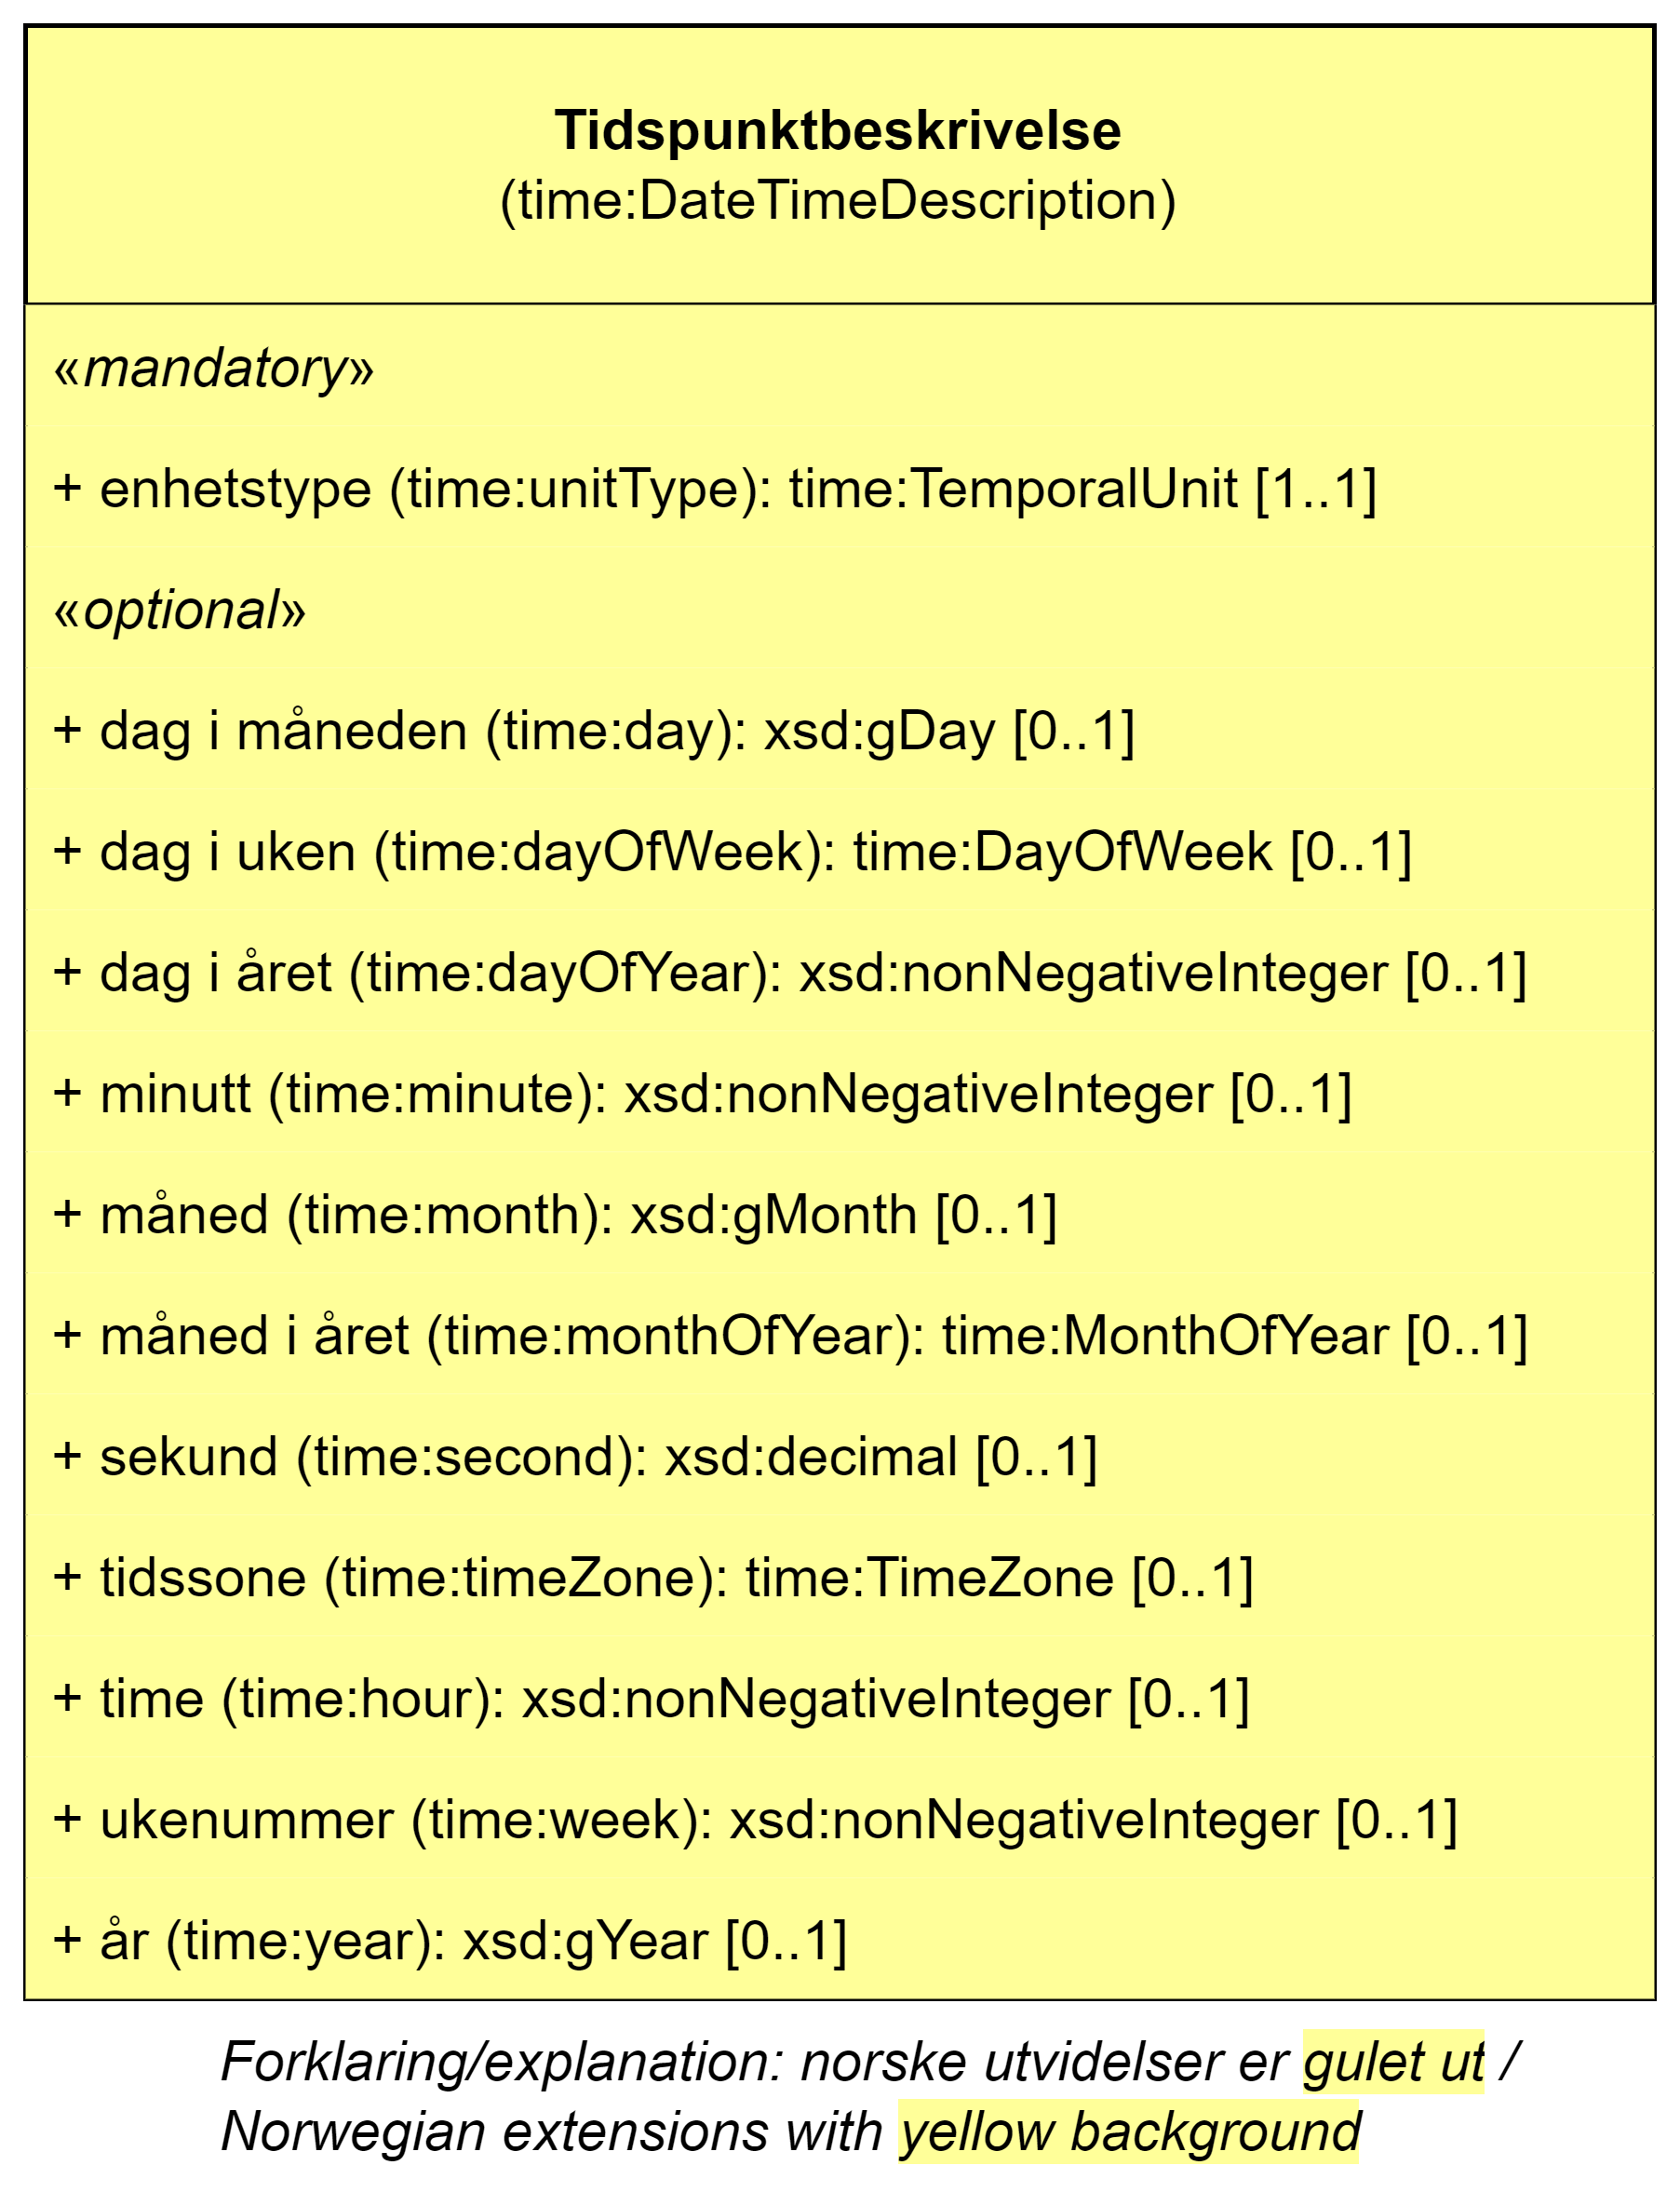 Tidspunktbeskrivelse
(time:DateTimeDescription)
«mandatory»
+ enhetstype (time:unitType): time:TemporalUnit [1..1]
«optional»
+ dag i måneden (time:day): xsd:gDay [0..1]
+ dag i uken (time:dayOfWeek): time:DayOfWeek [0..1]
+ dag i året (time:dayOfYear): xsd:nonNegativeInteger [0..1]
+ minutt (time:minute): xsd:nonNegativeInteger [0..1]
+ måned (time:month): xsd:gMonth [0..1]
+ måned i året (time:monthOfYear): time:MonthOfYear [0..1]
+ sekund (time:second): xsd:decimal [0..1]
+ tidssone (time:timeZone): time:TimeZone [0..1]
+ time (time:hour): xsd:nonNegativeInteger [0..1]
+ ukenummer (time:week): xsd:nonNegativeInteger [0..1]
+ år (time:year): xsd:gYear [0..1]
Forklaring/explanation: norske utvidelser er gulet ut /
Norwegian extensions with yellow background